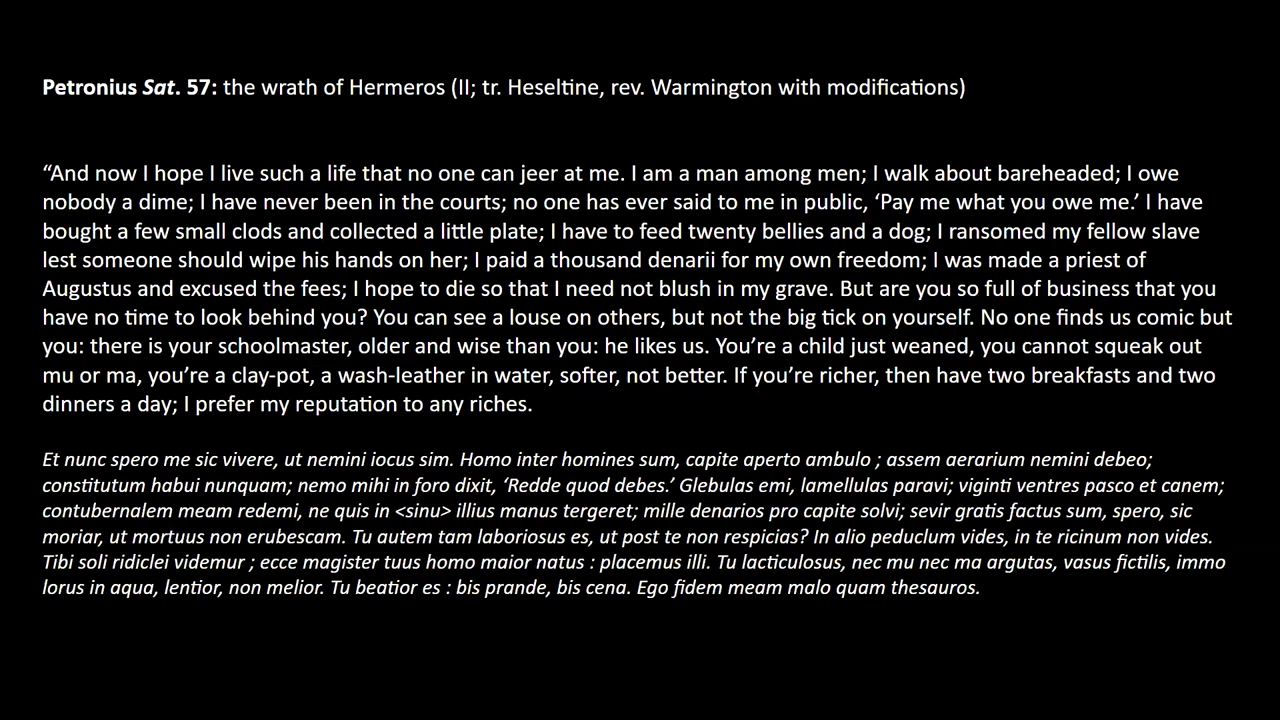 Petronius Sat. 57: the wrath of Hermeros (II; tr. Heseltine, rev. Warmington with modifications)
“And now I hope I live such a life that no one can jeer at me. I am a man among men; I walk about bareheaded; I owe
nobody a dime; I have never been in the courts; no one has ever said to me in public, ‘Pay me what you owe me.’ I have
bought a few small clods and collected a little plate; I have to feed twenty bellies and a dog; I ransomed my fellow slave
lest someone should wipe his hands on her; I paid a thousand denarii for my own freedom; I was made a priest of
Augustus and excused the fees; I hope to die so that I need not blush in my grave. But are you so full of business that you
have no time to look behind you? You can see a louse on others, but not the big tick on yourself. No one finds us comic but
you: there is your schoolmaster, older and wise than you: he likes us. You’re a child just weaned, you cannot squeak out
mu or ma, you’re a clay-pot, a wash-leather in water, softer, not better. If you’re richer, then have two breakfasts and two
dinners a day; I prefer my reputation to any riches.
Et nunc spero me sic vivere, ut nemini iocus sim. Homo inter homines sum, capite aperto ambulo ; assem aerarium nemini debeo;
constitutum habui nunquam; nemo mihi in foro dixit, ‘Redde quod debes.’ Glebulas emi, lamellulas paravi; viginti ventres pasco et canem;
contubernalem meam redemi, ne quis in <sinu> illius manus tergeret; mille denarios pro capite solvi; sevir gratis factus sum, spero, sic
moriar, ut mortuus non erubescam. Tu autem tam laboriosus es, ut post te non respicias? In alio peduclum vides, in te ricinum non vides.
Tibi soli ridiclei videmur ; ecce magister tuus homo maior natus : placemus illi. Tu lacticulosus, nec mu nec ma argutas, vasus fictilis, immo
lorus in aqua, lentior, non melior. Tu beatior es : bis prande, bis cena. Ego fidem meam malo quam thesauros.